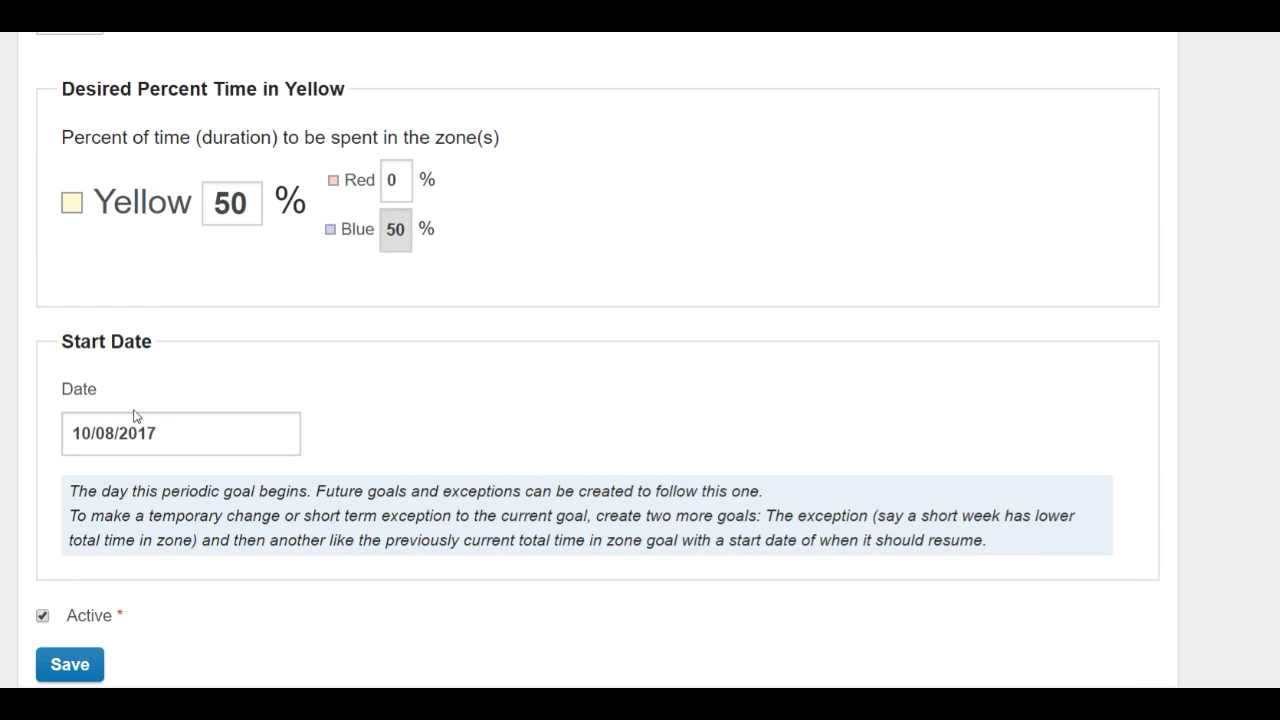 Desired Percent Time in Yellow
Percent of time (duration) to be spent in the zone(s)
Yellow 50 %
Red 0 %
Blue 50 %
Start Date
Date
10/08/2017
The day this periodic goal begins. Future goals and exceptions can be created to follow this one.
To make a temporary change or short term exception to the current goal, create two more goals: The exception (say a short week has lower
total time in zone) and then another like the previously current total time in zone goal with a start date of when it should resume.
Active *
Save